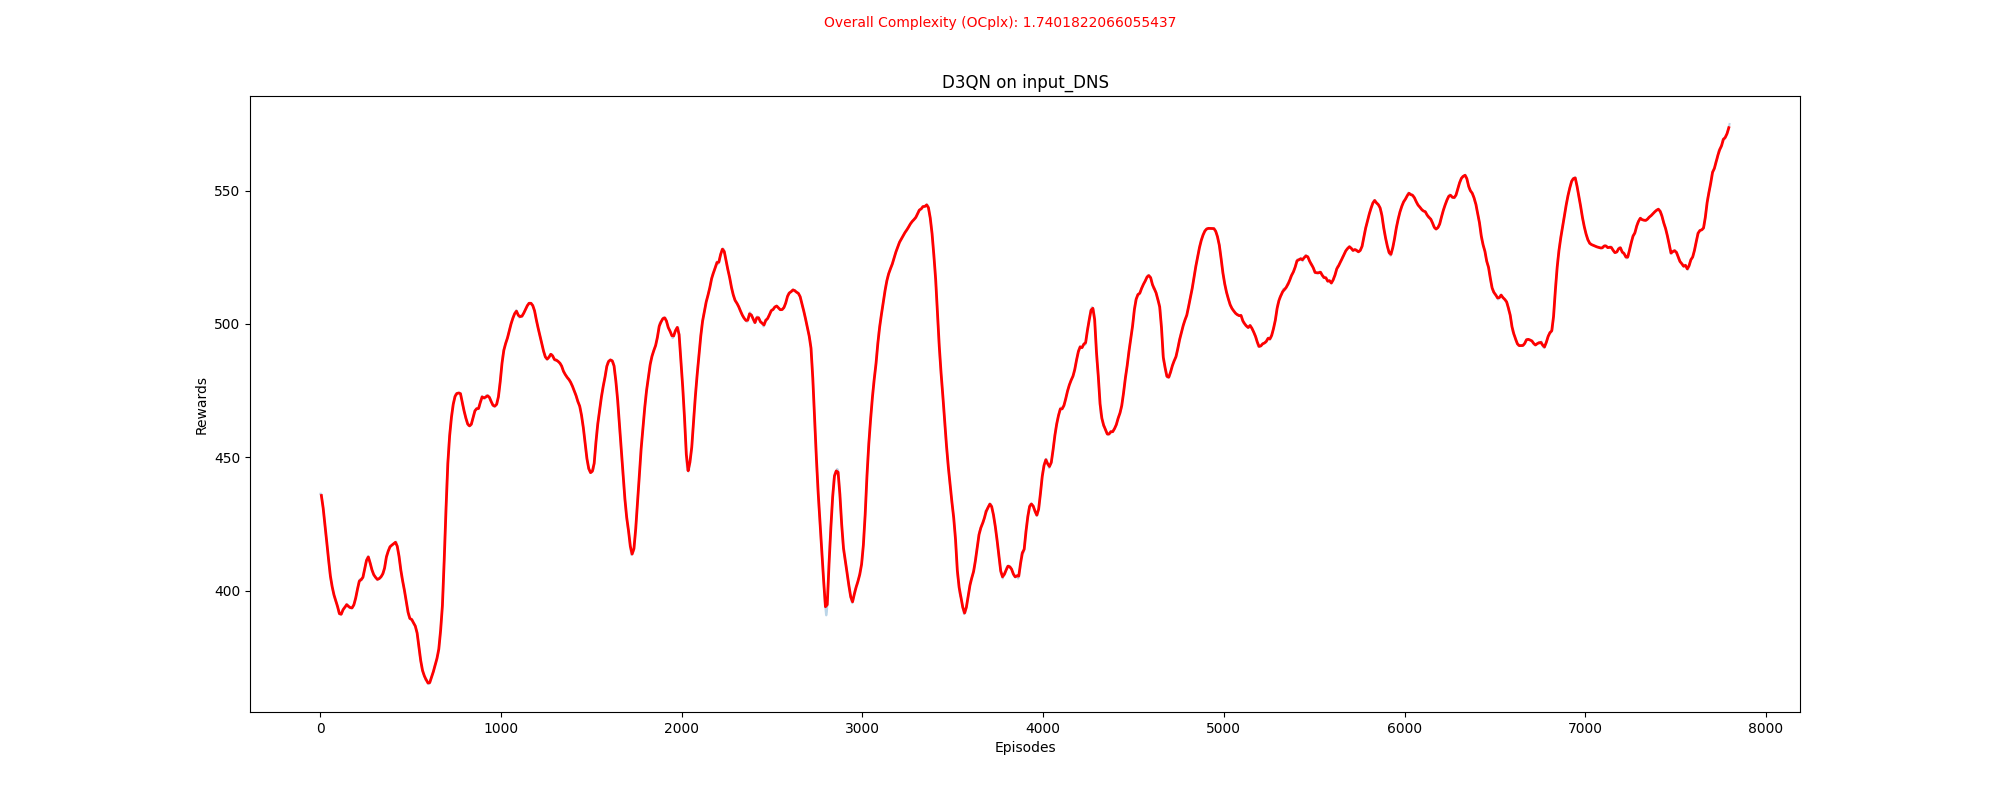 Overall Complexity (OCplx): 1.7401822066055437
D3QN on input_DNS
Rewards
550
500
450
400
0 1000 2000 3000 4000 5000 6000 7000 8000
Episodes